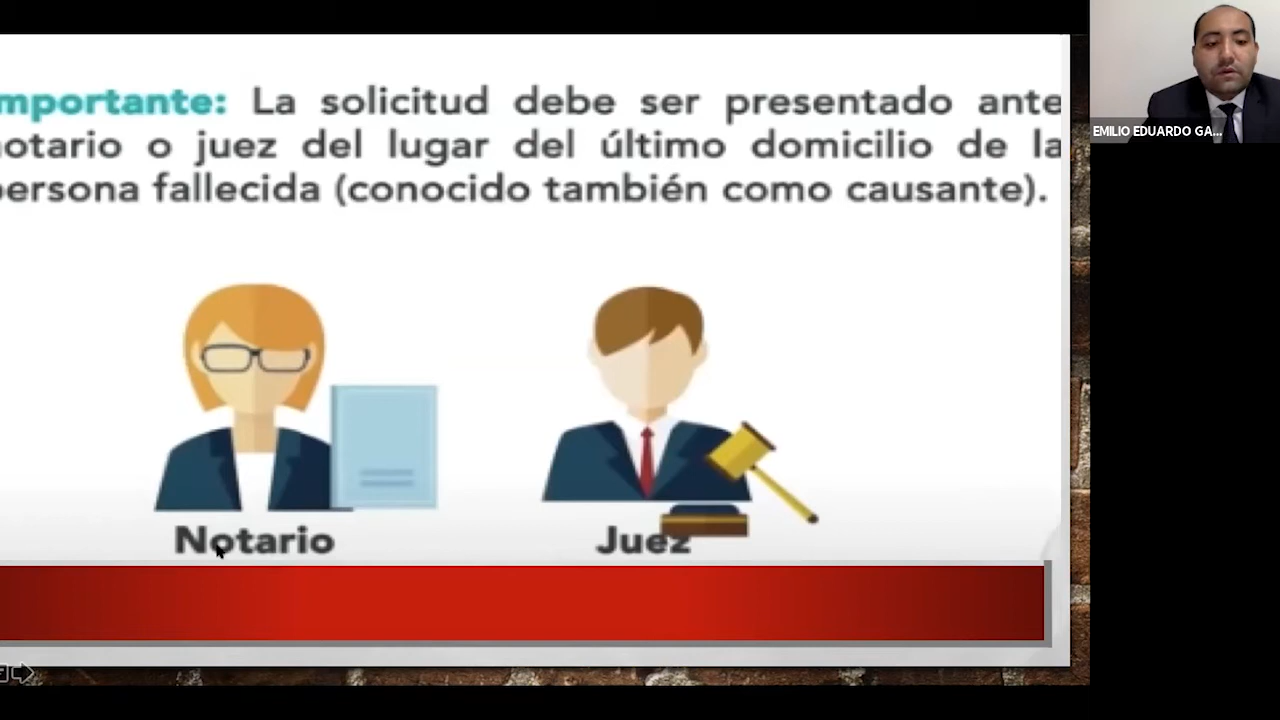 mportante: La solicitud debe ser presentado ante
notario o juez del lugar del último domicilio de la
persona fallecida (conocido también como causante).
Notario
Juez
EMILIO EDUARDO GA...